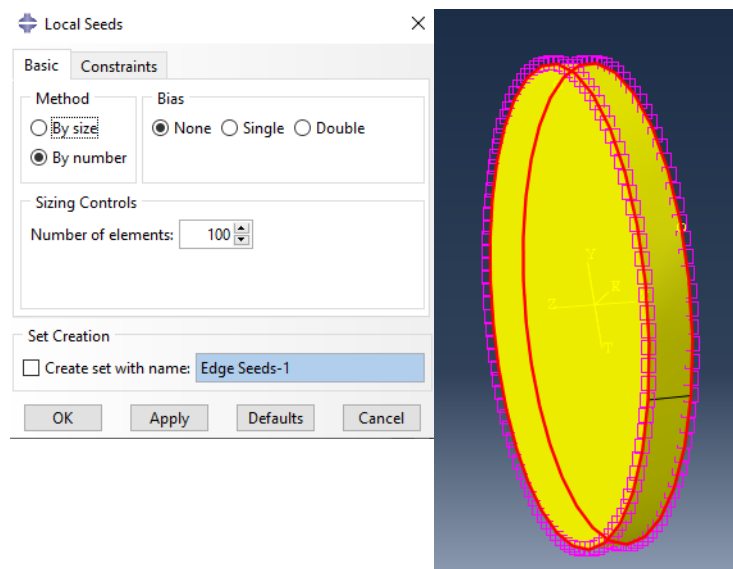 Local Seeds
Basic Constraints
Method
By size
By number
Bias
None Single Double
Sizing Controls
Number of elements: 100
Set Creation
Create set with name: Edge Seeds-1
OK Apply Defaults Cancel
Y
R
Z
T